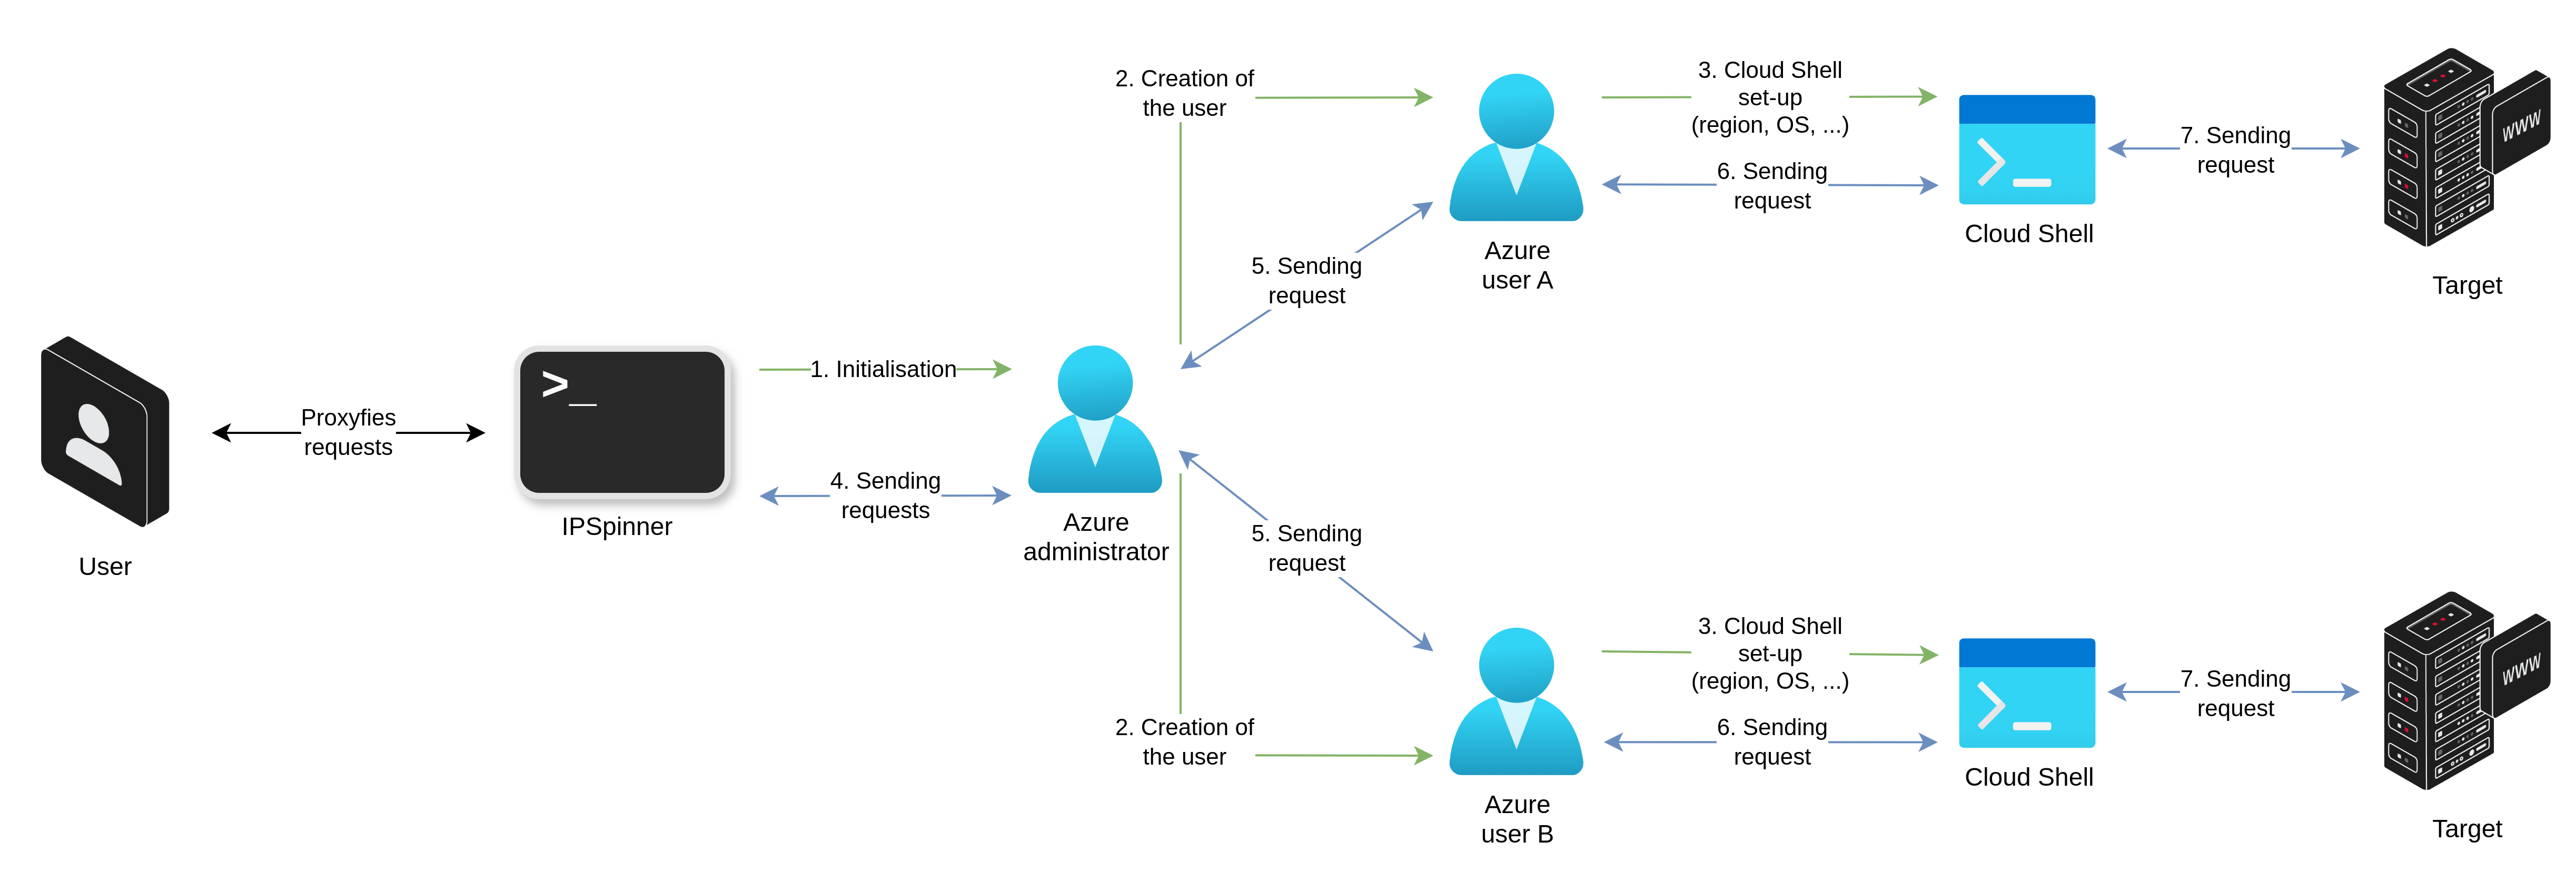 User
Proxyfies
requests
>_
IPSpinner
1. Initialisation
4. Sending
requests
Azure
administrator
2. Creation of
the user
5. Sending
request
Azure
user A
3. Cloud Shell
set-up
(region, OS, ...)
6. Sending
request
Cloud Shell
7. Sending
request
WWW
Target
5. Sending
request
2. Creation of
the user
Azure
user B
3. Cloud Shell
set-up
(region, OS, ...)
6. Sending
request
Cloud Shell
7. Sending
request
WWW
Target